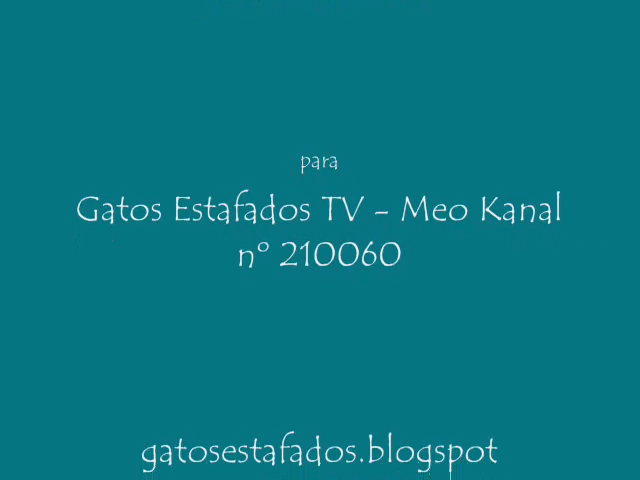 para
Gatos Estafados TV - Meo Kanal
nº 210060
gatosestafados.blogspot